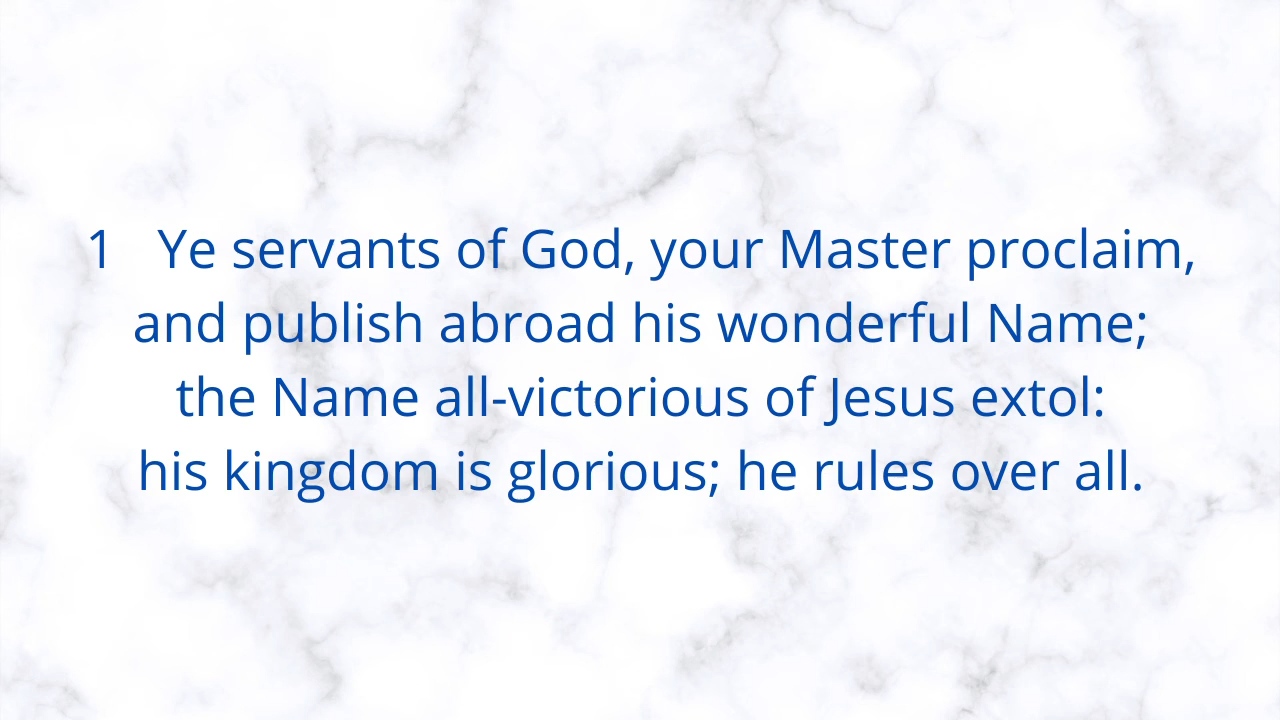 1 Ye servants of God, your Master proclaim,
and publish abroad his wonderful Name;
the Name all-victorious of Jesus extol:
his kingdom is glorious; he rules over all.